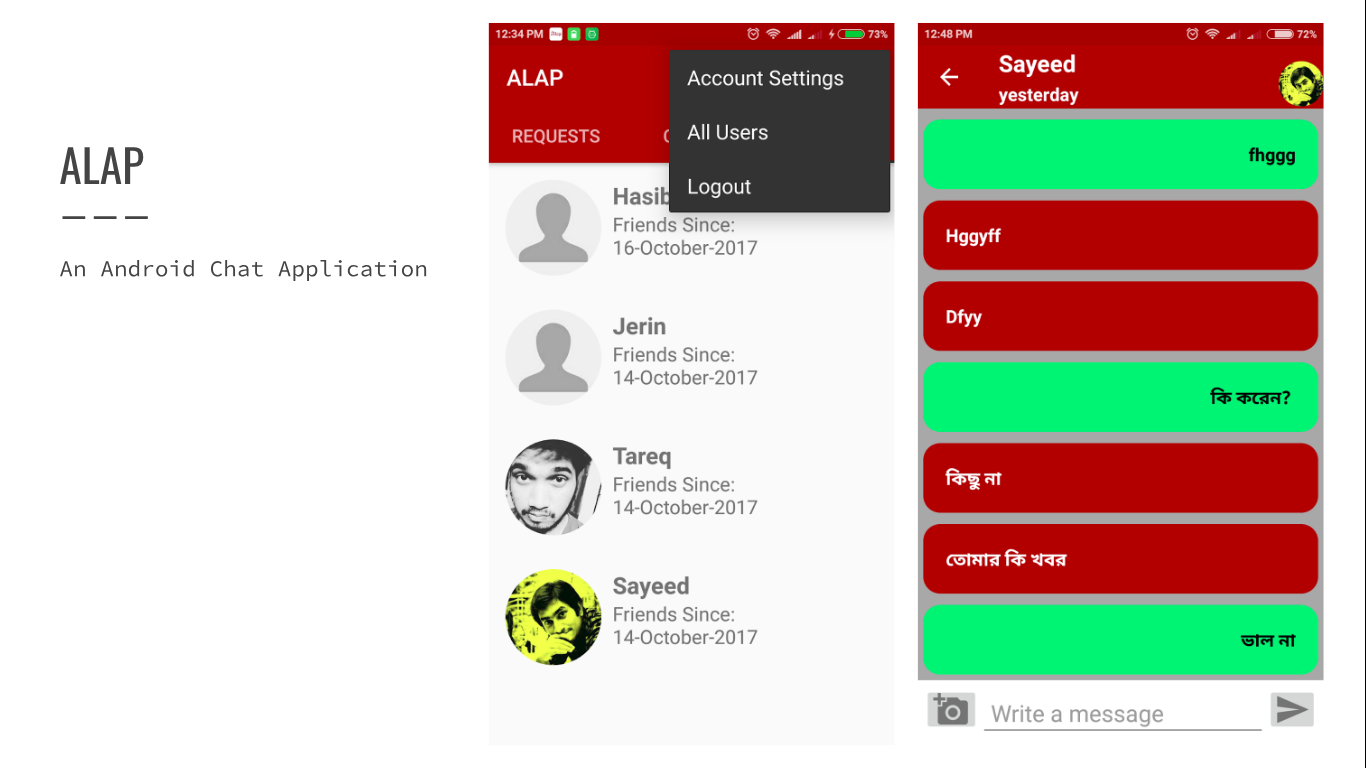 ALAP
An Android Chat Application
12:34 PM
73%
ALAP
Account Settings
All Users
Logout
REQUESTS
Hasib
Friends Since:
16-October-2017
Jerin
Friends Since:
14-October-2017
Tareq
Friends Since:
14-October-2017
Sayeed
Friends Since:
14-October-2017
12:48 PM
72%
Sayeed
yesterday
fhggg
Hggyff
Dfyy
কি করেন?
কিছু না
তোমার কি খবর
ভাল না
Write a message